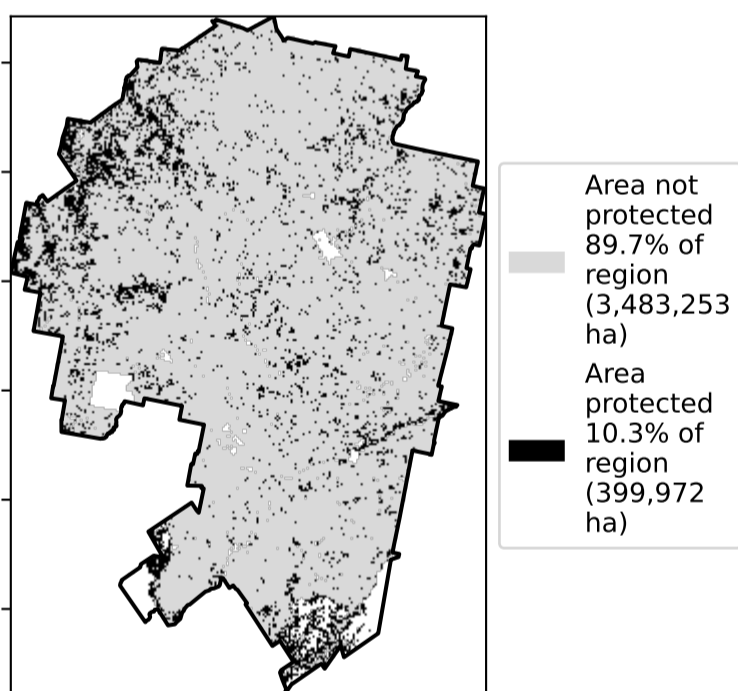 Area not
protected
89.7% of
region
(3,483,253
ha)
Area
protected
10.3% of
region
(399,972
ha)